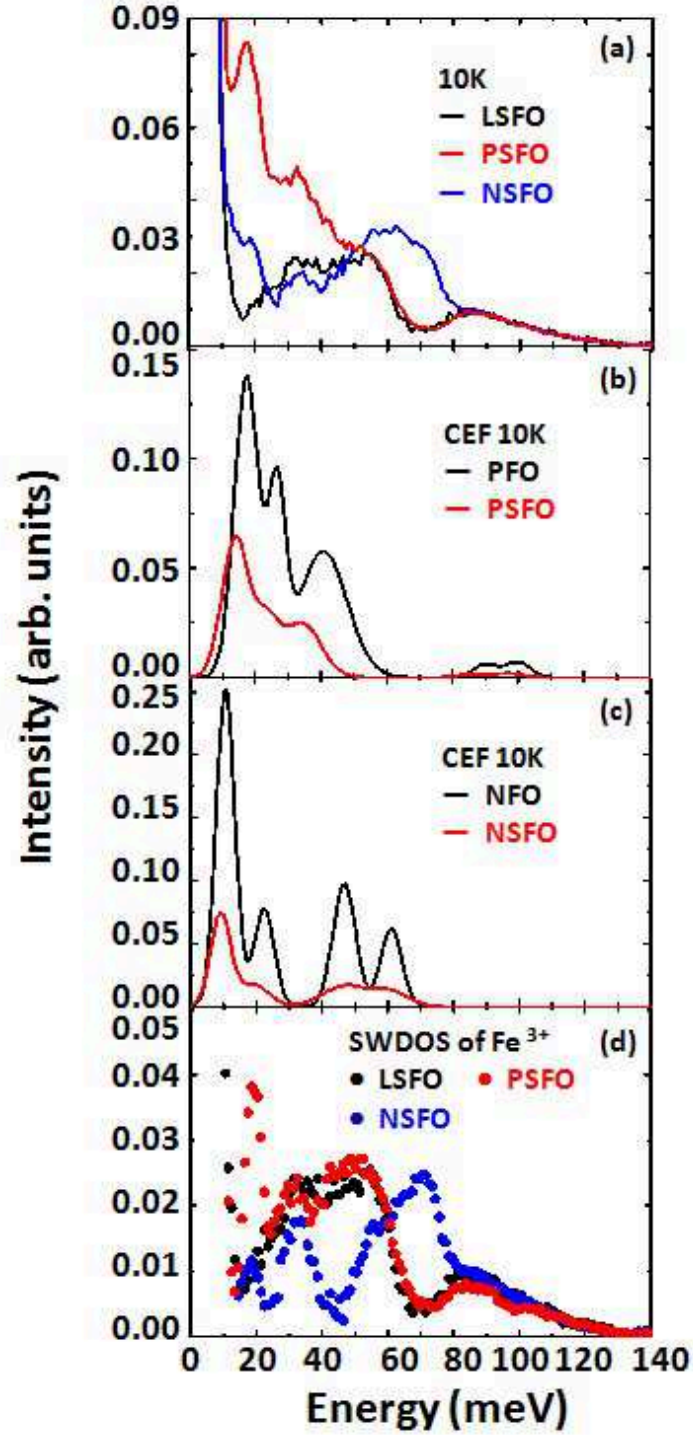 Intensity (arb. units)
0.09
0.06
0.03
0.00
(a)
10K
LSFO
PSFO
NSFO
0.15
0.10
0.05
0.00
(b)
CEF 10K
PFO
PSFO
0.25
0.20
0.15
0.10
0.05
0.00
(c)
CEF 10K
NFO
NSFO
0.05
0.04
0.03
0.02
0.01
0.00
SWDOS of Fe³⁺ (d)
LSFO PSFO
NSFO
0 20 40 60 80 100 120 140
Energy (meV)